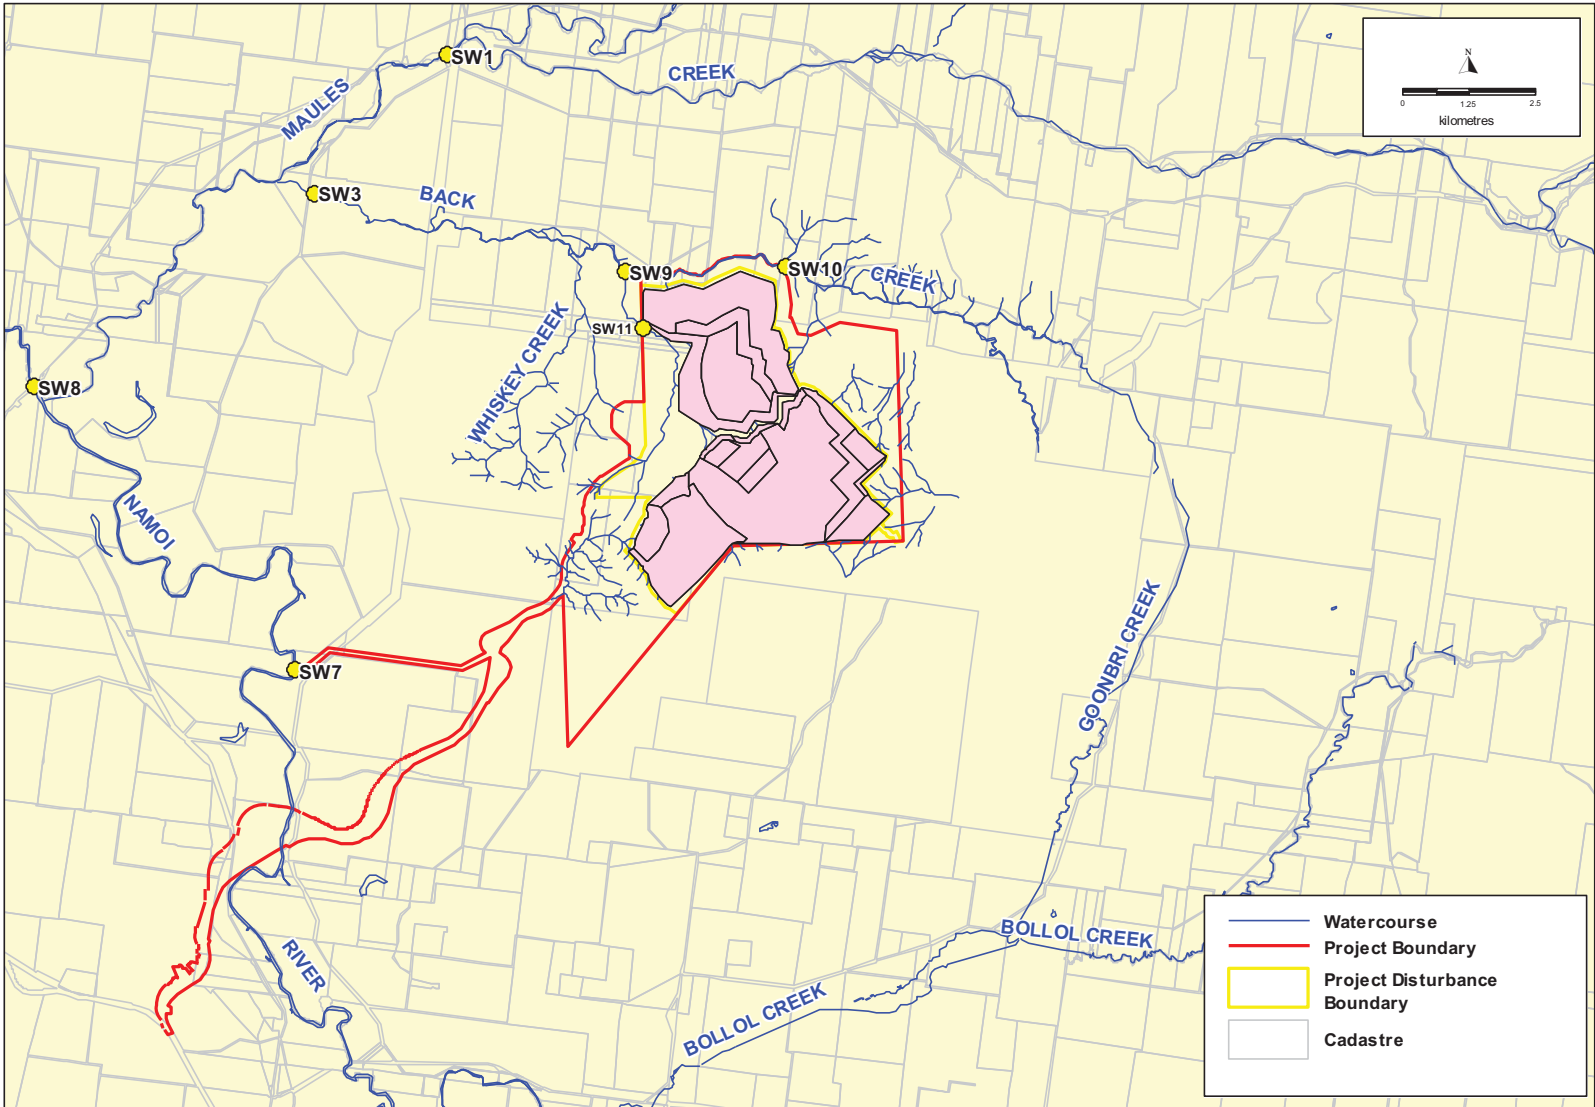 SW1
CREEK
MAULES
N
0 1.25 2.5
kilometres
SW3
BACK
SW9
SW10
CREEK
SW11
WHISKEY CREEK
SW8
NAMOI
SW7
GOONBRI CREEK
RIVER
BOLLOL CREEK
BOLLOL CREEK
Watercourse
Project Boundary
Project Disturbance
Boundary
Cadastre